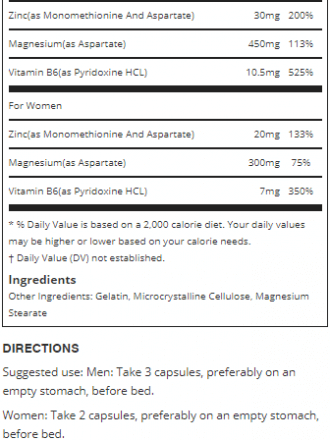 Zinc(as Monomethionine And Aspartate) 30mg 200%
Magnesium(as Aspartate) 450mg 113%
Vitamin B6(as Pyridoxine HCL) 10.5mg 525%
For Women
Zinc(as Monomethionine And Aspartate) 20mg 133%
Magnesium(as Aspartate) 300mg 75%
Vitamin B6(as Pyridoxine HCL) 7mg 350%
* % Daily Value is based on a 2,000 calorie diet. Your daily values
may be higher or lower based on your calorie needs.
† Daily Value (DV) not established.
Ingredients
Other Ingredients: Gelatin, Microcrystalline Cellulose, Magnesium
Stearate
DIRECTIONS
Suggested use: Men: Take 3 capsules, preferably on an
empty stomach, before bed.
Women: Take 2 capsules, preferably on an empty stomach,
before bed.